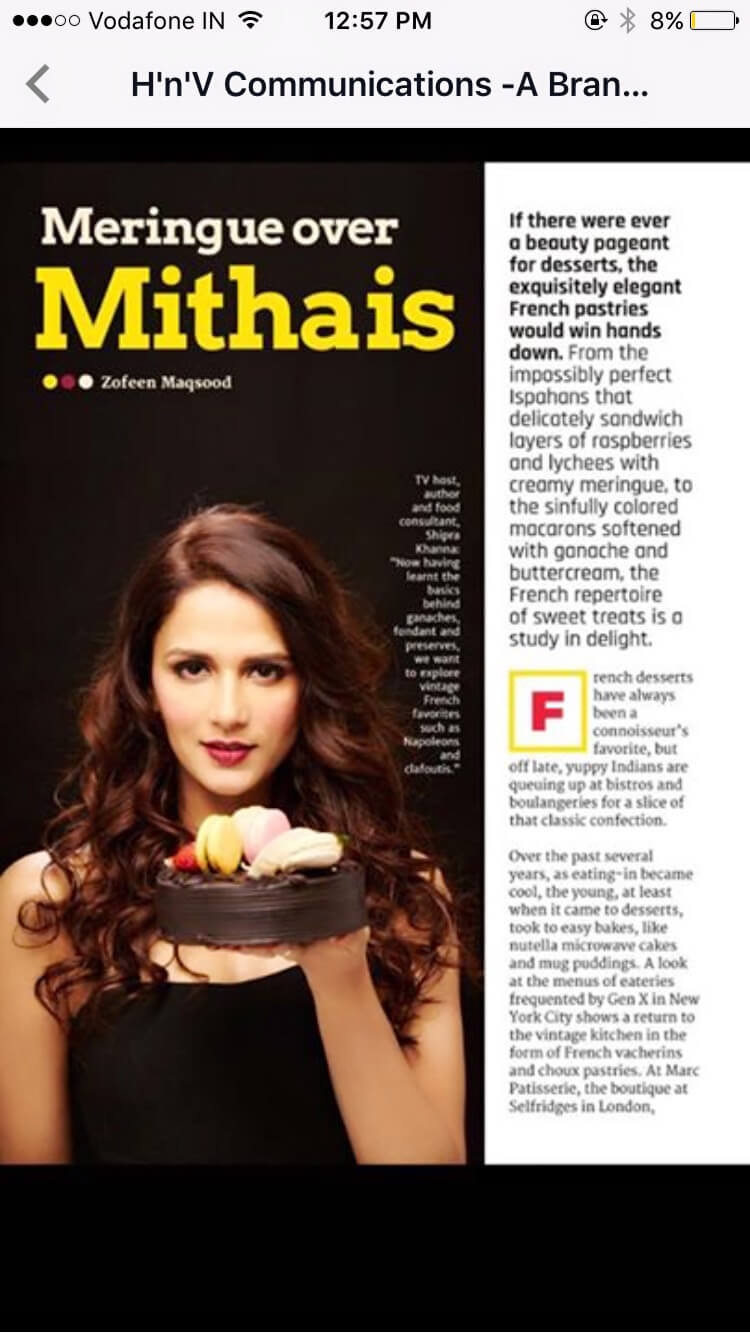 Vodafone IN 12:57 PM 8%
H'n'V Communications -A Bran...
Meringue over
Mithais
Zofeen Maqsood
TV host,
author
and food
consultant,
Shipra
Khanna:
"Now having
learnt the
basics
behind
ganaches,
fondant and
preserves,
we want
to explore
vintage
French
favorites
such as
Napoleons
and
clafoutis."
If there were ever
a beauty pageant
for desserts, the
exquisitely elegant
French pastries
would win hands
down. From the
impossibly perfect
Ispahans that
delicately sandwich
layers of raspberries
and lychees with
creamy meringue, to
the sinfully colored
macarons softened
with ganache and
buttercream, the
French repertoire
of sweet treats is a
study in delight.
French desserts
have always
been a
connoisseur's
favorite, but
off late, yuppy Indians are
queuing up at bistros and
boulangeries for a slice of
that classic confection.
Over the past several
years, as eating-in became
cool, the young, at least
when it came to desserts,
took to easy bakes, like
nutella microwave cakes
and mug puddings. A look
at the menus of eateries
frequented by Gen X in New
York City shows a return to
the vintage kitchen in the
form of French vacherins
and choux pastries. At Marc
Patisserie, the boutique at
Selfridges in London,